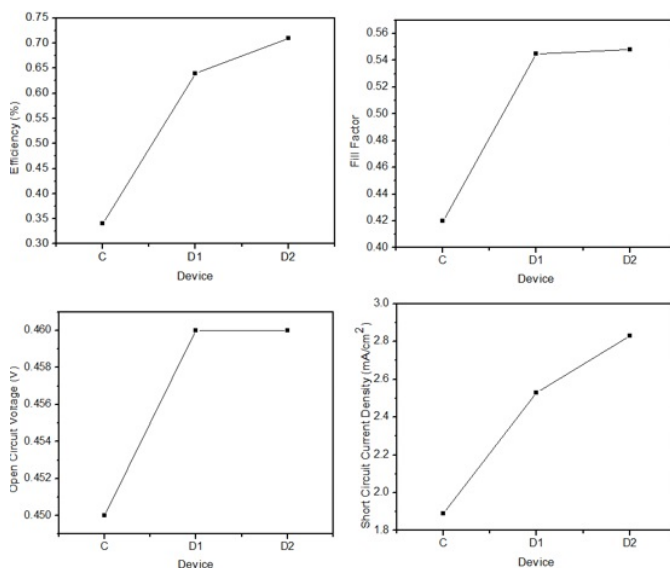 0.75
0.70
0.65
0.60
0.55
0.50
0.45
0.40
0.35
0.30
Efficiency (%)
C D1 D2
Device
0.56
0.54
0.52
0.50
0.48
0.46
0.44
0.42
0.40
Fill Factor
C D1 D2
Device
0.460
0.458
0.456
0.454
0.452
0.450
Open Circuit Voltage (V)
C D1 D2
Device
3.0
2.8
2.6
2.4
2.2
2.0
1.9
1.8
Short Circuit Current Density (mA/cm²)
C D1 D2
Device